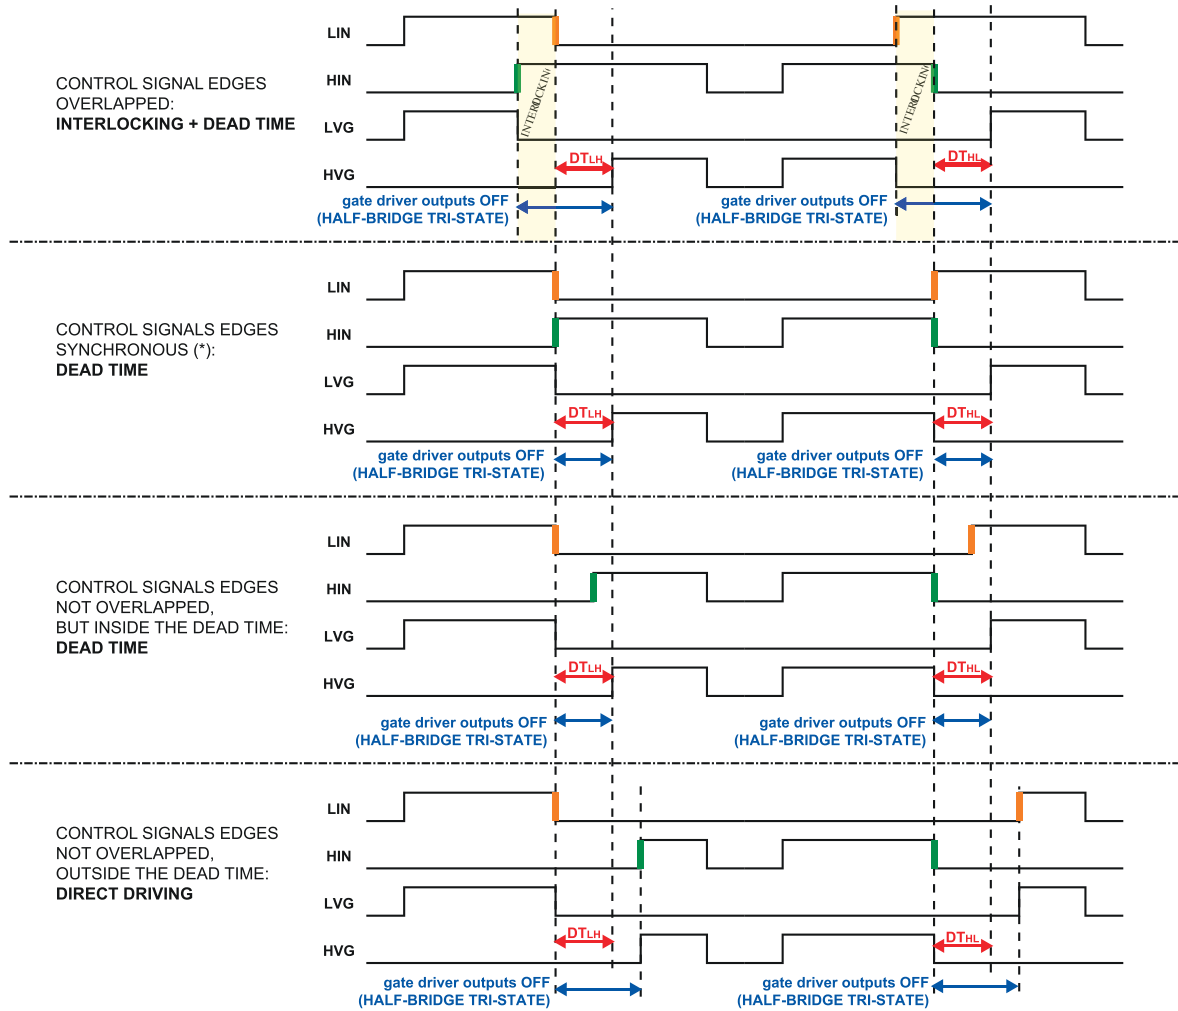 LIN
HIN
LVG
HVG
CONTROL SIGNAL EDGES
OVERLAPPED:
INTERLOCKING + DEAD TIME
INTERLOCKIN
INTERLOCKIN
DTLH
DTHL
gate driver outputs OFF
(HALF-BRIDGE TRI-STATE)
gate driver outputs OFF
(HALF-BRIDGE TRI-STATE)
LIN
HIN
LVG
HVG
CONTROL SIGNALS EDGES
SYNCHRONOUS (*):
DEAD TIME
DTLH
DTHL
gate driver outputs OFF
(HALF-BRIDGE TRI-STATE)
gate driver outputs OFF
(HALF-BRIDGE TRI-STATE)
LIN
HIN
LVG
HVG
CONTROL SIGNALS EDGES
NOT OVERLAPPED,
BUT INSIDE THE DEAD TIME:
DEAD TIME
DTLH
DTHL
gate driver outputs OFF
(HALF-BRIDGE TRI-STATE)
gate driver outputs OFF
(HALF-BRIDGE TRI-STATE)
LIN
HIN
LVG
HVG
CONTROL SIGNALS EDGES
NOT OVERLAPPED,
OUTSIDE THE DEAD TIME:
DIRECT DRIVING
DTLH
DTHL
gate driver outputs OFF
(HALF-BRIDGE TRI-STATE)
gate driver outputs OFF
(HALF-BRIDGE TRI-STATE)